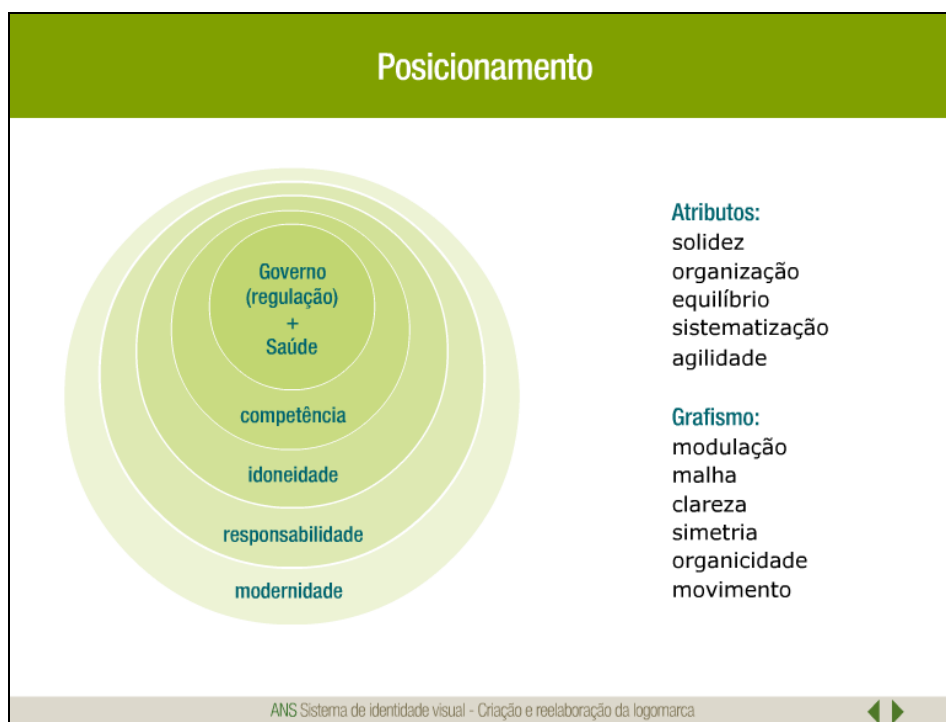 Posicionamento
Governo
(regulação)
+
Saúde
competência
idoneidade
responsabilidade
modernidade
Atributos:
solidez
organização
equilíbrio
sistematização
agilidade
Grafismo:
modulação
malha
clareza
simetria
organicidade
movimento
ANS Sistema de identidade visual - Criação e reelaboração da logomarca